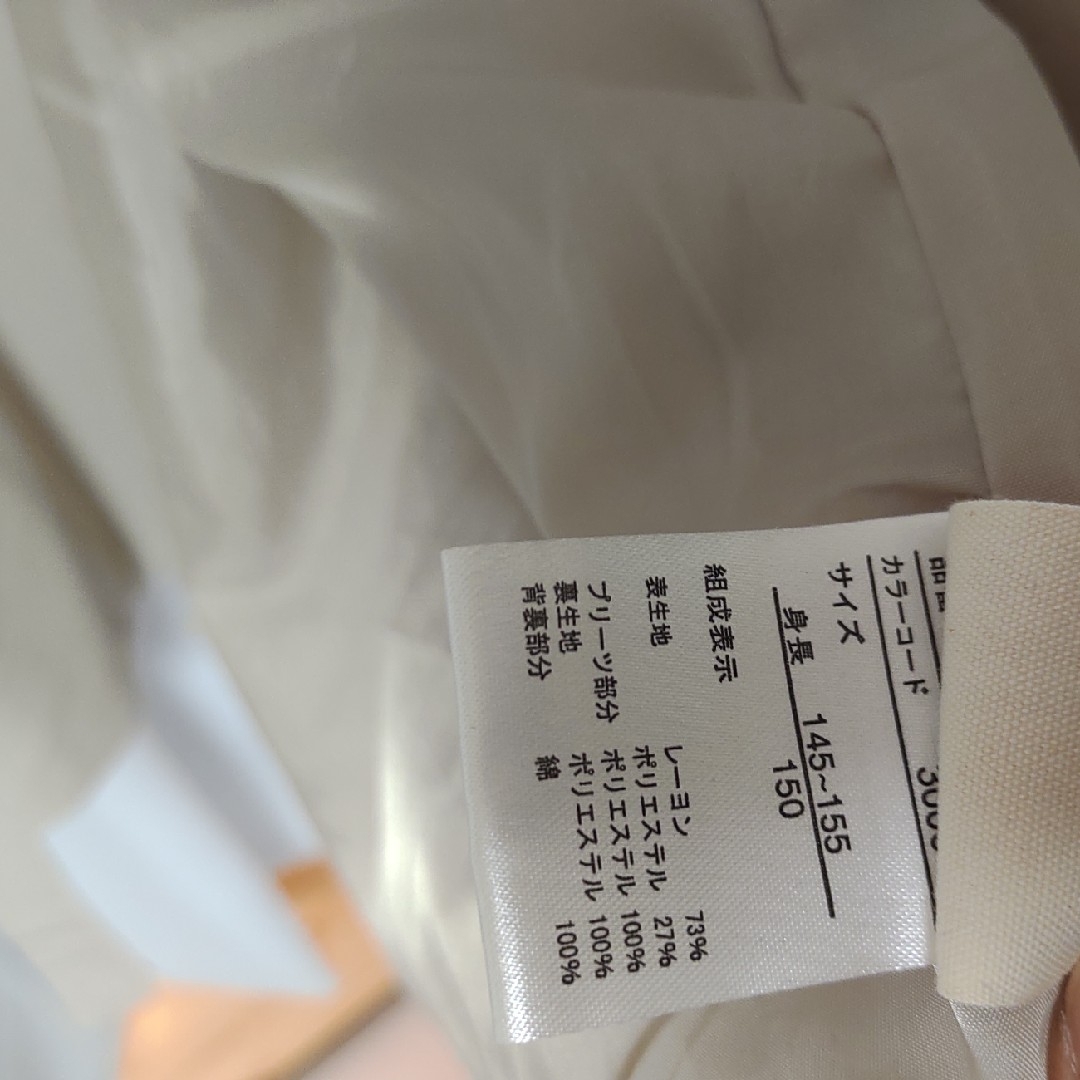 カラーコード
サイズ 150
身長 145~155
組成表示
表生地 レーヨン 73%
ポリエステル 27%
プリーツ部分 ポリエステル 100%
裏生地 ポリエステル 100%
背裏部分 綿 100%